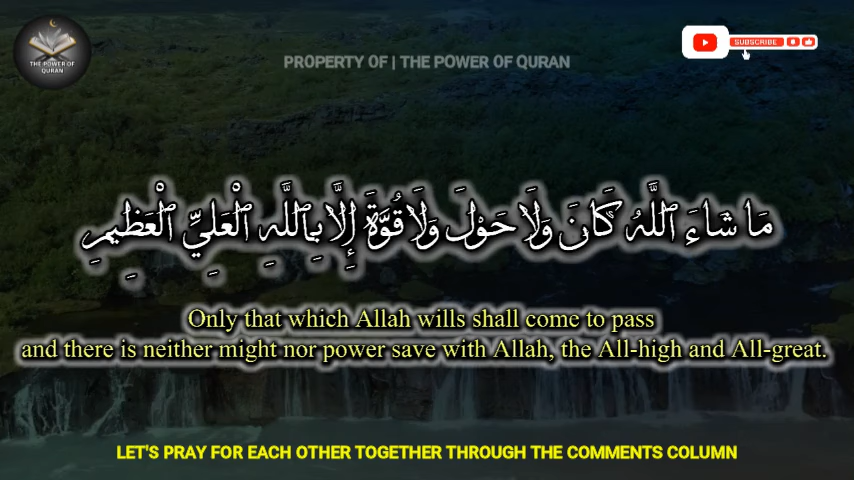 THE POWER OF
QURAN
PROPERTY OF | THE POWER OF QURAN
SUBSCRIBE
مَا شَاءَ ٱللَّهُ كَانَ وَلَا حَوْلَ وَلَا قُوَّةَ إِلَّا بِٱللَّهِ ٱلْعَلِيِّ ٱلْعَظِيمِ
Only that which Allah wills shall come to pass
and there is neither might nor power save with Allah, the All-high and All-great.
LET'S PRAY FOR EACH OTHER TOGETHER THROUGH THE COMMENTS COLUMN